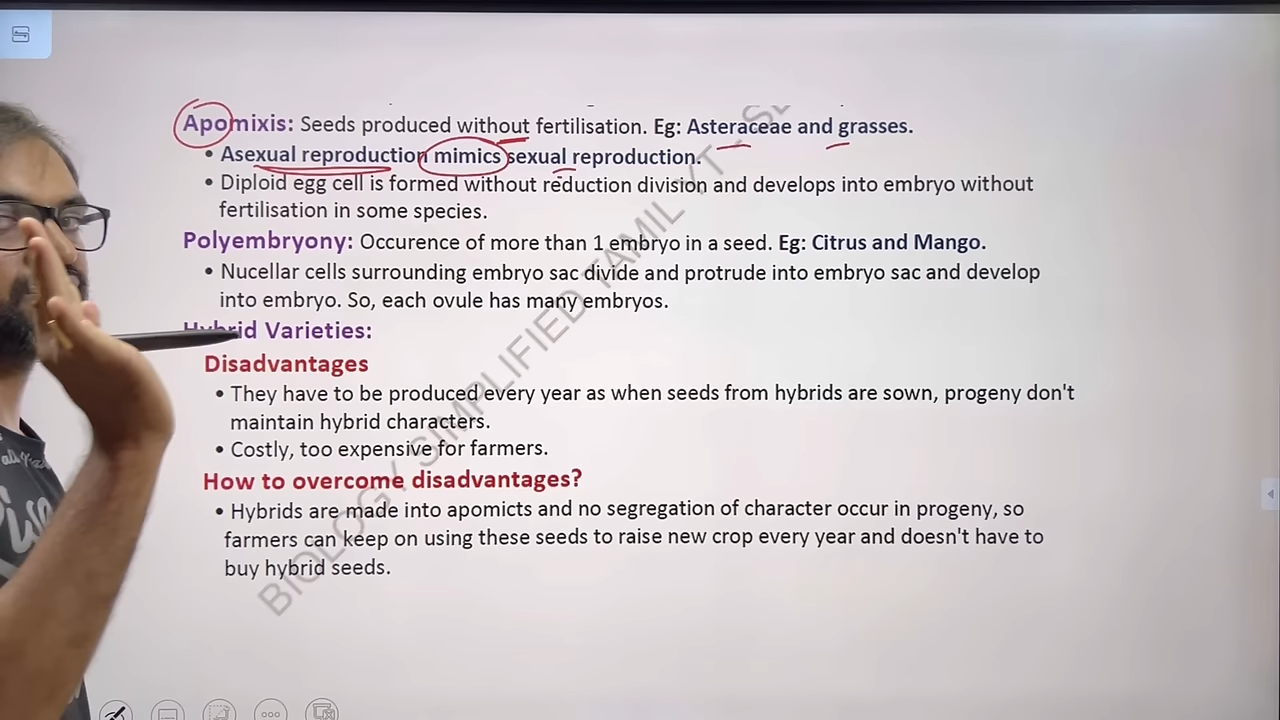 Apomixis: Seeds produced without fertilisation. Eg: Asteraceae and grasses.
• Asexual reproduction mimics sexual reproduction.
• Diploid egg cell is formed without reduction division and develops into embryo without
fertilisation in some species.
Polyembryony: Occurence of more than 1 embryo in a seed. Eg: Citrus and Mango.
• Nucellar cells surrounding embryo sac divide and protrude into embryo sac and develop
into embryo. So, each ovule has many embryos.
Hybrid Varieties:
Disadvantages
• They have to be produced every year as when seeds from hybrids are sown, progeny don't
maintain hybrid characters.
• Costly, too expensive for farmers.
How to overcome disadvantages?
• Hybrids are made into apomicts and no segregation of character occur in progeny, so
farmers can keep on using these seeds to raise new crop every year and doesn't have to
buy hybrid seeds.
BIOLOGY SIMPLIFIED TAMIL YT -